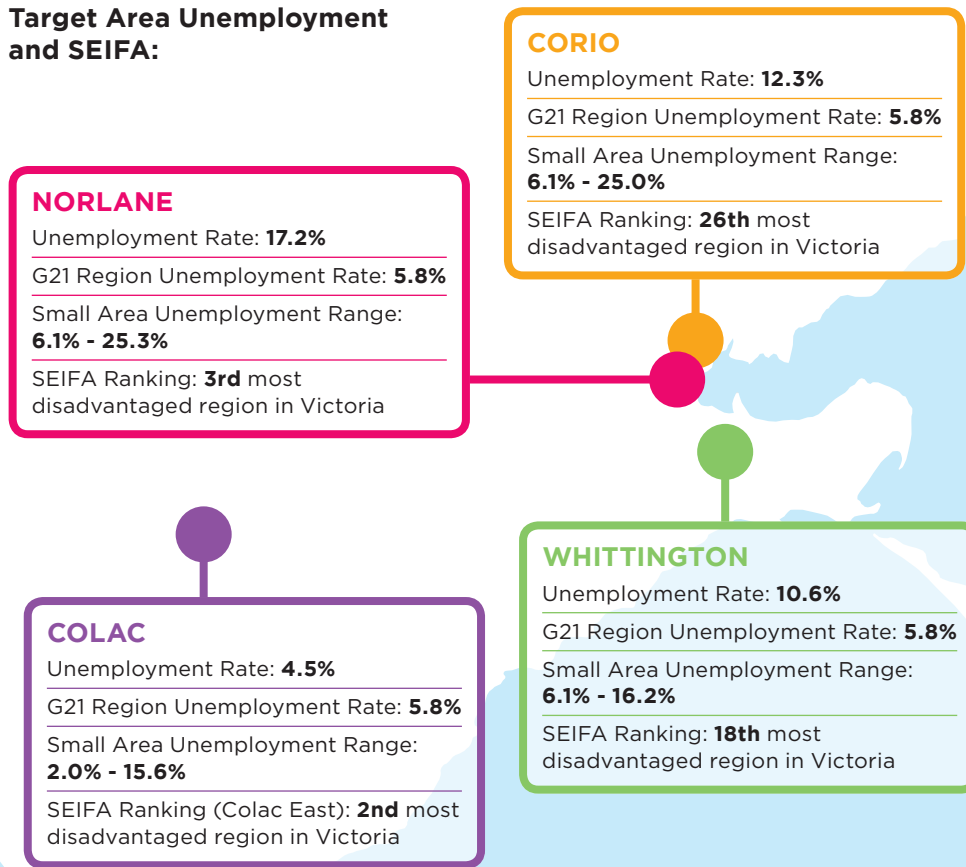 Target Area Unemployment
and SEIFA:
CORIO
Unemployment Rate: 12.3%
G21 Region Unemployment Rate: 5.8%
Small Area Unemployment Range:
6.1% - 25.0%
SEIFA Ranking: 26th most
disadvantaged region in Victoria
NORLANE
Unemployment Rate: 17.2%
G21 Region Unemployment Rate: 5.8%
Small Area Unemployment Range:
6.1% - 25.3%
SEIFA Ranking: 3rd most
disadvantaged region in Victoria
WHITTINGTON
Unemployment Rate: 10.6%
G21 Region Unemployment Rate: 5.8%
Small Area Unemployment Range:
6.1% - 16.2%
SEIFA Ranking: 18th most
disadvantaged region in Victoria
COLAC
Unemployment Rate: 4.5%
G21 Region Unemployment Rate: 5.8%
Small Area Unemployment Range:
2.0% - 15.6%
SEIFA Ranking (Colac East): 2nd most
disadvantaged region in Victoria